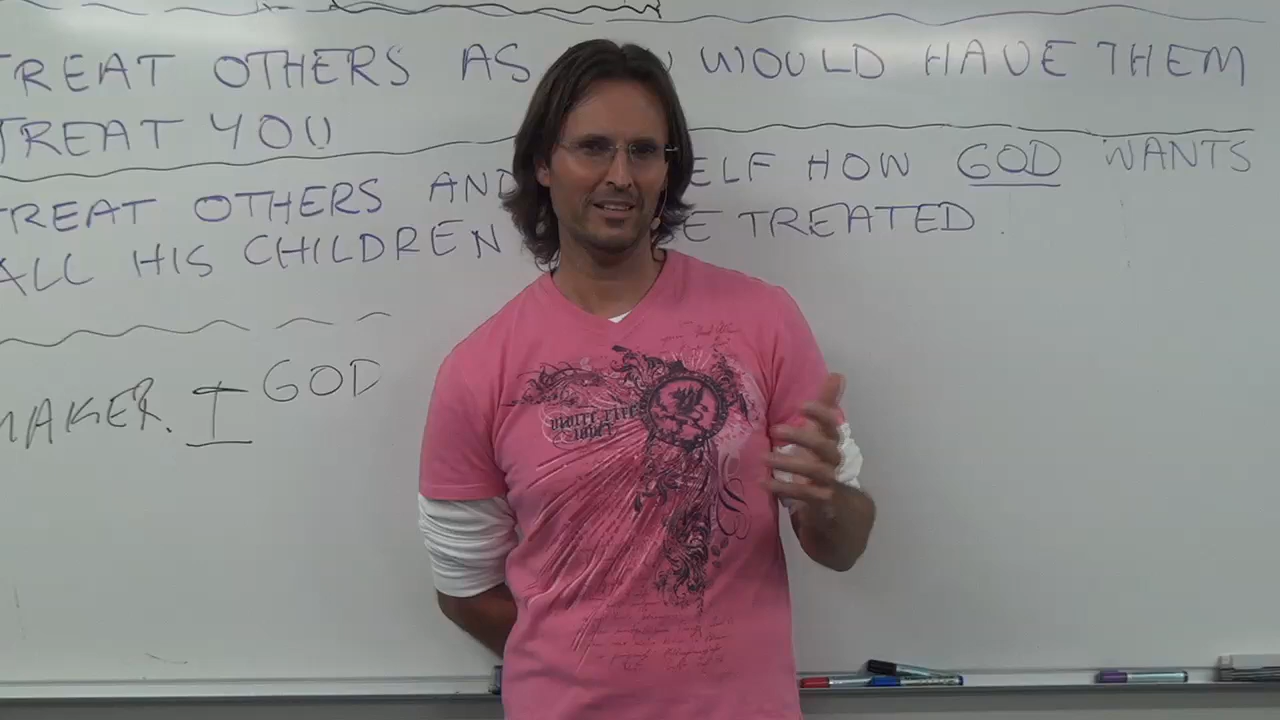 TREAT OTHERS AS WOULD HAVE THEM
TREAT YOU
TREAT OTHERS AND ELF HOW GOD WANTS
ALL HIS CHILDREN E TREATED.
MAKER. I GOD